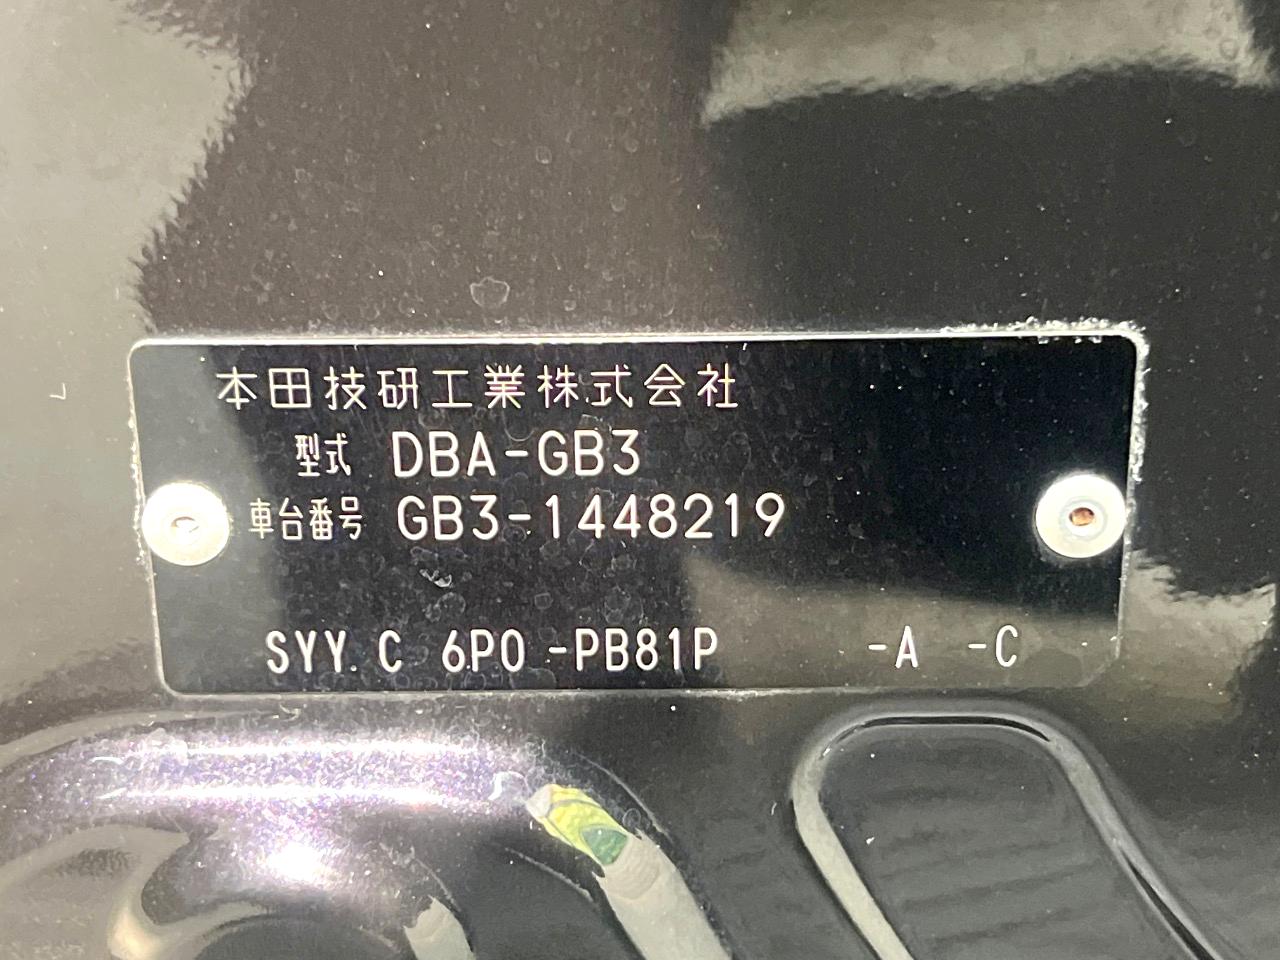 本田技研工業株式会社
型式 DBA-GB3
車台番号 GB3-1448219
SYY.C 6P0 -PB81P -A -C